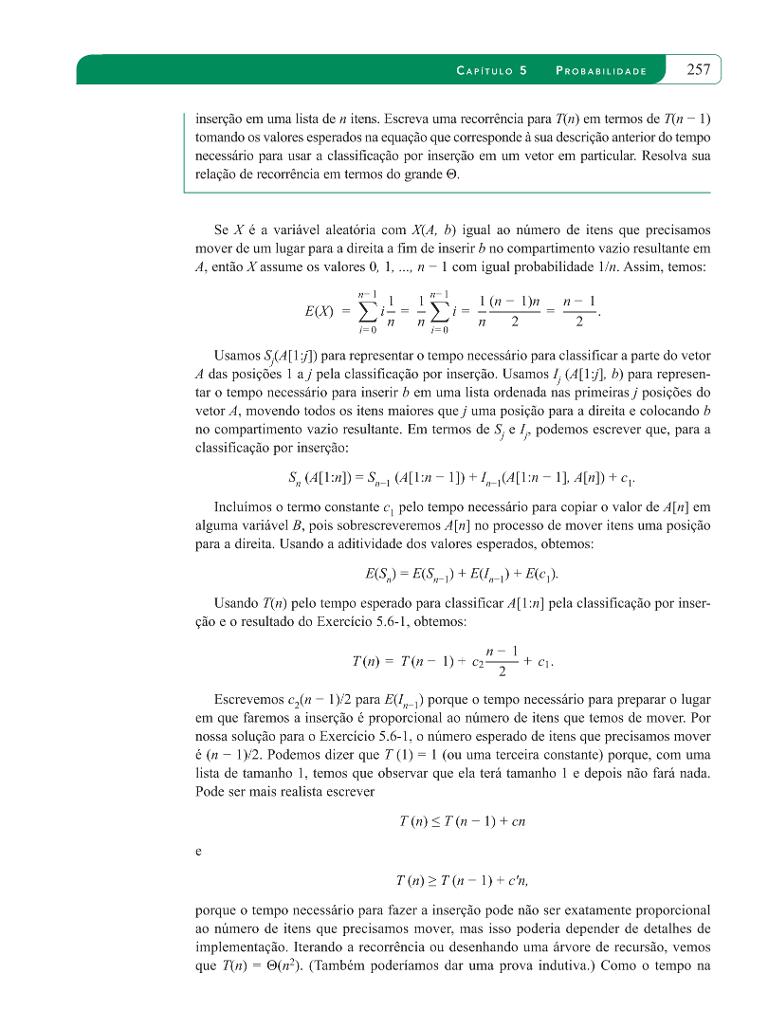 CAPÍTULO 5 PROBABILIDADE 257
inserção em uma lista de n itens. Escreva uma recorrência para T(n) em termos de T(n − 1)
tomando os valores esperados na equação que corresponde à sua descrição anterior do tempo
necessário para usar a classificação por inserção em um vetor em particular. Resolva sua
relação de recorrência em termos do grande Θ.
Se X é a variável aleatória com X(A, b) igual ao número de itens que precisamos
mover de um lugar para a direita a fim de inserir b no compartimento vazio resultante em
A, então X assume os valores 0, 1, ..., n − 1 com igual probabilidade 1/n. Assim, temos:
E(X) = ∑_{i=0}^{n−1} i 1/n = 1/n ∑_{i=0}^{n−1} i = 1/n (n − 1)n/2 = (n − 1)/2.
Usamos S_j(A[1:j]) para representar o tempo necessário para classificar a parte do vetor
A das posições 1 a j pela classificação por inserção. Usamos I_j (A[1:j], b) para represen-
tar o tempo necessário para inserir b em uma lista ordenada nas primeiras j posições do
vetor A, movendo todos os itens maiores que j uma posição para a direita e colocando b
no compartimento vazio resultante. Em termos de S_j e I_j, podemos escrever que, para a
classificação por inserção:
S_n (A[1:n]) = S_{n−1} (A[1:n − 1]) + I_{n−1}(A[1:n − 1], A[n]) + c_1.
Incluímos o termo constante c_1 pelo tempo necessário para copiar o valor de A[n] em
alguma variável B, pois sobrescreveremos A[n] no processo de mover itens uma posição
para a direita. Usando a aditividade dos valores esperados, obtemos:
E(S_n) = E(S_{n−1}) + E(I_{n−1}) + E(c_1).
Usando T(n) pelo tempo esperado para classificar A[1:n] pela classificação por inser-
ção e o resultado do Exercício 5.6-1, obtemos:
T(n) = T(n − 1) + c_2 (n − 1)/2 + c_1.
Escrevemos c_2(n − 1)/2 para E(I_{n−1}) porque o tempo necessário para preparar o lugar
em que faremos a inserção é proporcional ao número de itens que temos de mover. Por
nossa solução para o Exercício 5.6-1, o número esperado de itens que precisamos mover
é (n − 1)/2. Podemos dizer que T (1) = 1 (ou uma terceira constante) porque, com uma
lista de tamanho 1, temos que observar que ela terá tamanho 1 e depois não fará nada.
Pode ser mais realista escrever
T (n) ≤ T (n − 1) + cn
e
T (n) ≥ T (n − 1) + c'n,
porque o tempo necessário para fazer a inserção pode não ser exatamente proporcional
ao número de itens que precisamos mover, mas isso poderia depender de detalhes de
implementação. Iterando a recorrência ou desenhando uma árvore de recursão, vemos
que T(n) = Θ(n²). (Também poderíamos dar uma prova indutiva.) Como o tempo na